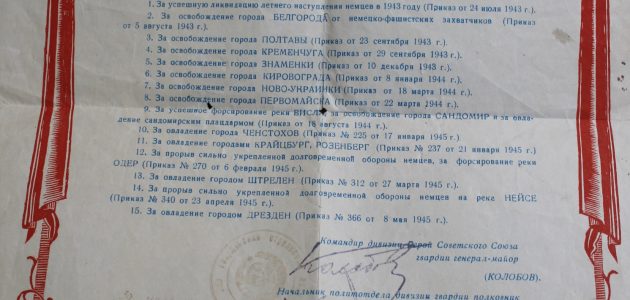 1. За успешную ликвидацию летнего наступления немцев в 1943 году (Приказ от 24 июля 1943 г.).
2. За освобождение города БЕЛГОРОДА от немецко-фашистских захватчиков (Приказ
от 5 августа 1943 г.).
3. За освобождение города ПОЛТАВЫ (Приказ от 23 сентября 1943 г.).
4. За освобождение города КРЕМЕНЧУГА (Приказ от 29 сентября 1943 г.).
5. За освобождение города ЗНАМЕНКИ (Приказ от 10 декабря 1943 г.).
6. За освобождение города КИРОВОГРАДА (Приказ от 8 января 1944 г.).
7. За освобождение города НОВО-УКРАИНКИ (Приказ от 18 марта 1944 г.).
8. За освобождение города ПЕРВОМАЙСКА (Приказ от 22 марта 1944 г.).
9. За успешное форсирование реки ВИСЛА, за освобождение города САНДОМИР и за овла-
дение сандомирским плацдармом (Приказ от 18 августа 1944 г.).
10. За овладение города ЧЕНСТОХОВ (Приказ № 225 от 17 января 1945 г.)
11. За овладение городами КРАЙЦБУРГ, РОЗЕНБЕРГ (Приказ № 237 от 21 января 1945 г.)
12. За прорыв сильно укрепленной долговременной обороны немцев, за форсирование реки
ОДЕР (Приказ № 270 от 6 февраля 1945 г.).
13. За овладение городом ШТРЕЛЕН (Приказ № 312 от 27 марта 1945 г.).
14. За прорыв сильно укрепленной долговременной обороны немцев на реке НЕЙСЕ
(Приказ № 340 от 23 апреля 1945 г.).
15. За овладение городом ДРЕЗДЕН (Приказ № 366 от 8 мая 1945 г.).
Командир дивизии Герой Советского Союза
гвардии генерал-майор
(КОЛОБОВ).
Начальник политотдела дивизии гвардии полковник